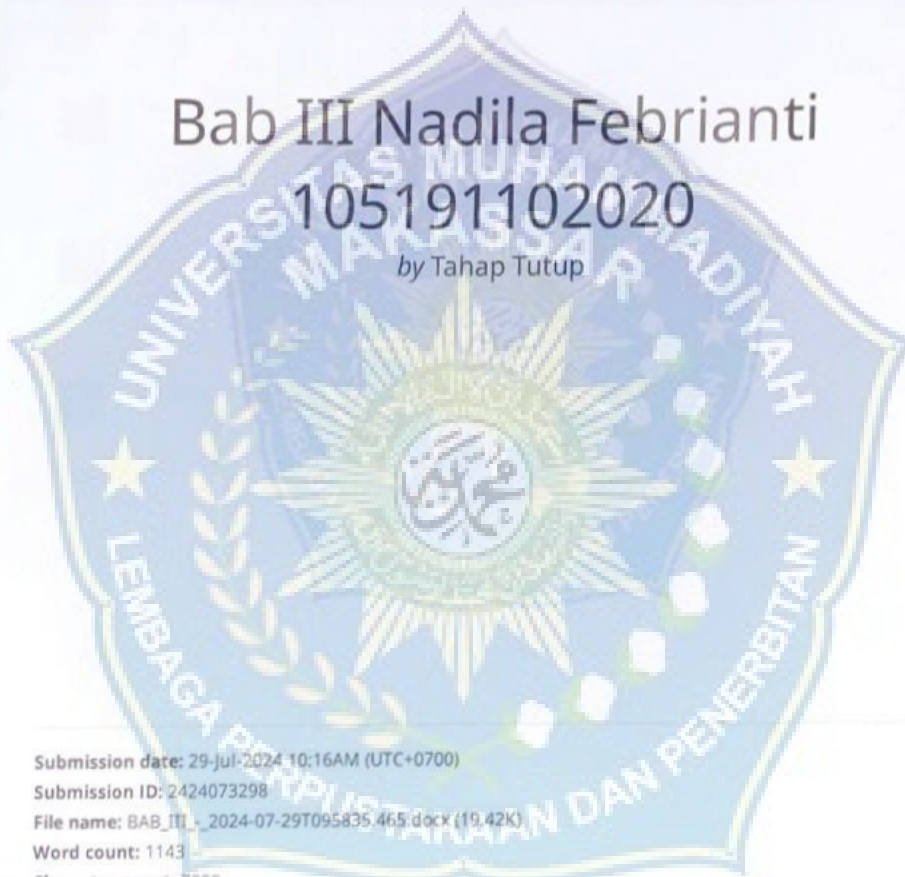 Bab III Nadila Febrianti
105191102020
by Tahap Tutup
UNIVERSITAS MUHAMMADIYAH
MAKASSAR
LEMBAGA PERPUSTAKAAN DAN PENERBITAN
Submission date: 29-Jul-2024 10:16AM (UTC+0700)
Submission ID: 2424073298
File name: BAB_III_-_2024-07-29T095835.465.docx (19.42K)
Word count: 1143